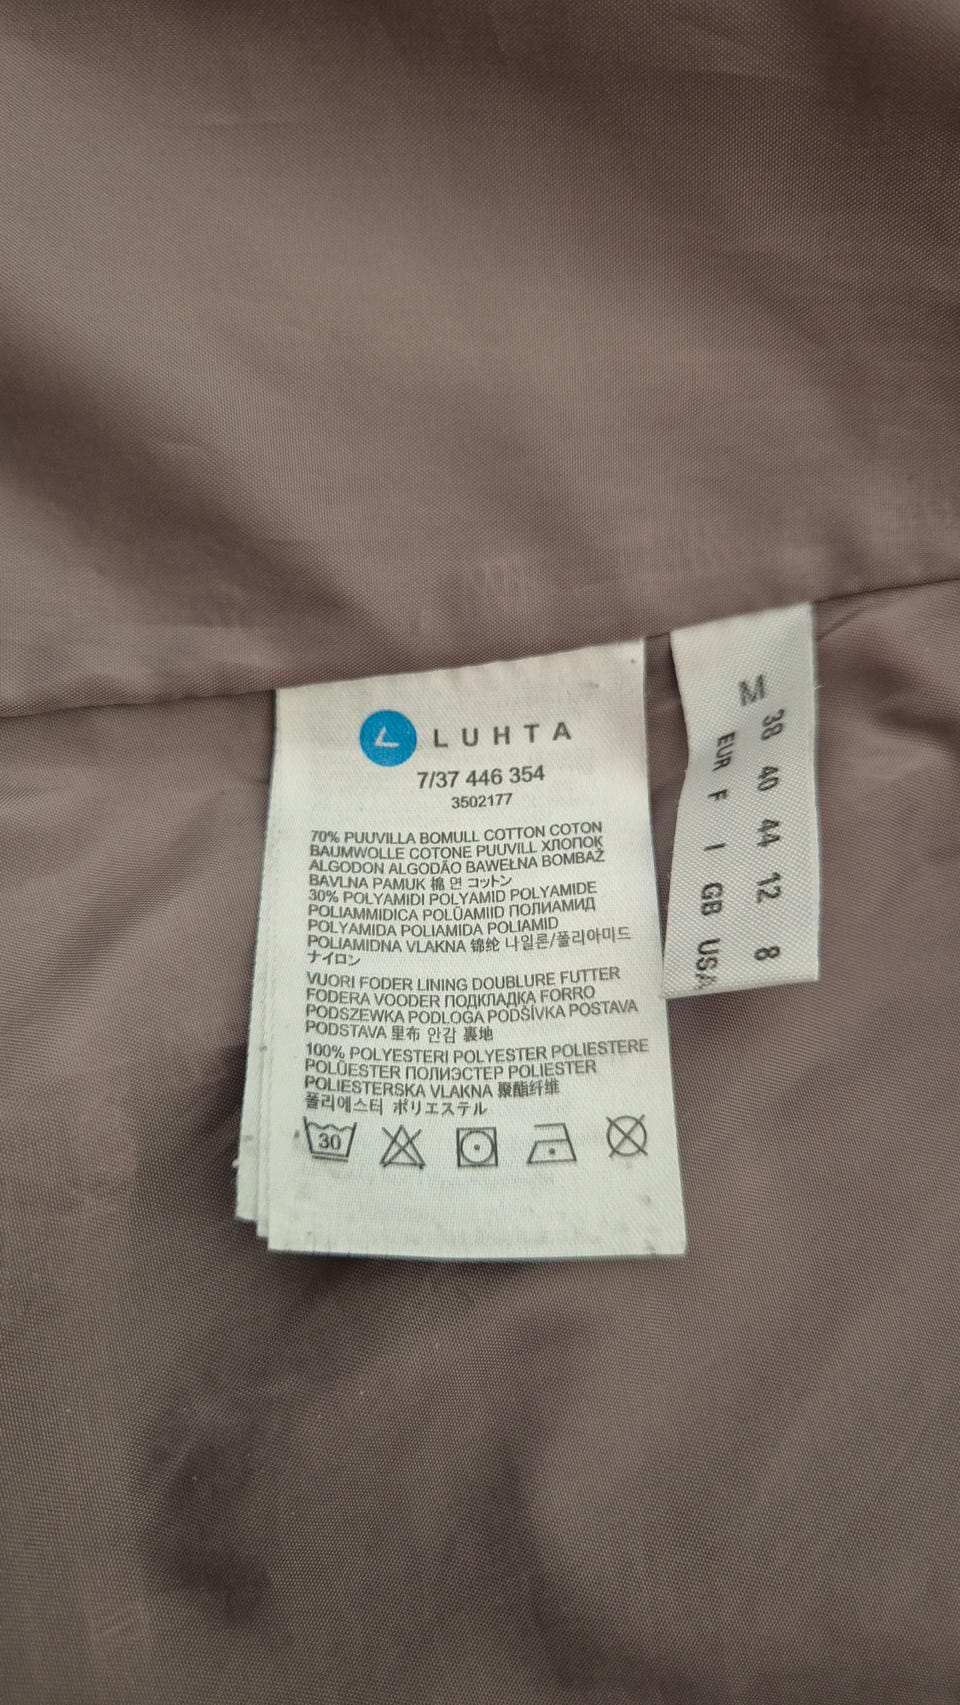 LUHTA
7/37 446 354
3502177
70% PUUVILLA BOMULL COTTON COTON
BAUMWOLLE COTONE PUUVILL ХЛОПОК
ALGODON ALGODÃO BAWEŁNA BOMBAŽ
BAVLNA PAMUK 棉 면 コットン
30% POLYAMIDI POLYAMID POLYAMIDE
POLIAMMIDICA POLÜAMIID ПОЛИАМИД
POLYAMIDA POLIAMIDA POLIAMID
POLIAMIDNA VLAKNA 锦纶 나일론/폴리아미드
ナイロン
VUORI FODER LINING DOUBLURE FUTTER
FODERA VOODER ПОДКЛАДКА FORRO
PODSZEWKA PODLOGA PODŠÍVKA POSTAVA
PODSTAVA 里布 안감 裏地
100% POLYESTERI POLYESTER POLIESTERE
POLÜESTER ПОЛИЭСТЕР POLIESTER
POLIESTERSKA VLAKNA 聚酯纤维
폴리에스터 ポリエステル
30
M
38 40 44 12 8
EUR F I GB USA